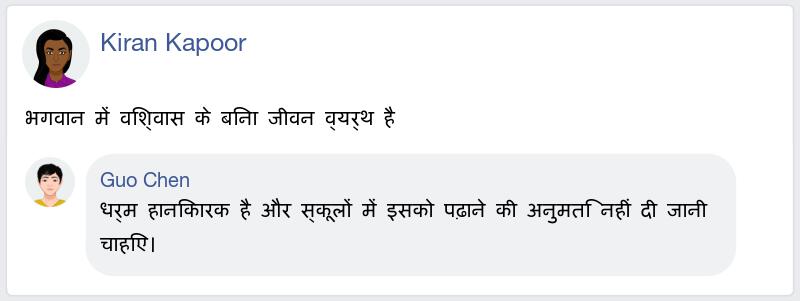 Kiran Kapoor
भगवान में विश्वास के बिना जीवन व्यर्थ है
Guo Chen
धर्म हानिकारक है और स्कूलों में इसको पढ़ाने की अनुमति नहीं दी जानी
चाहिए।